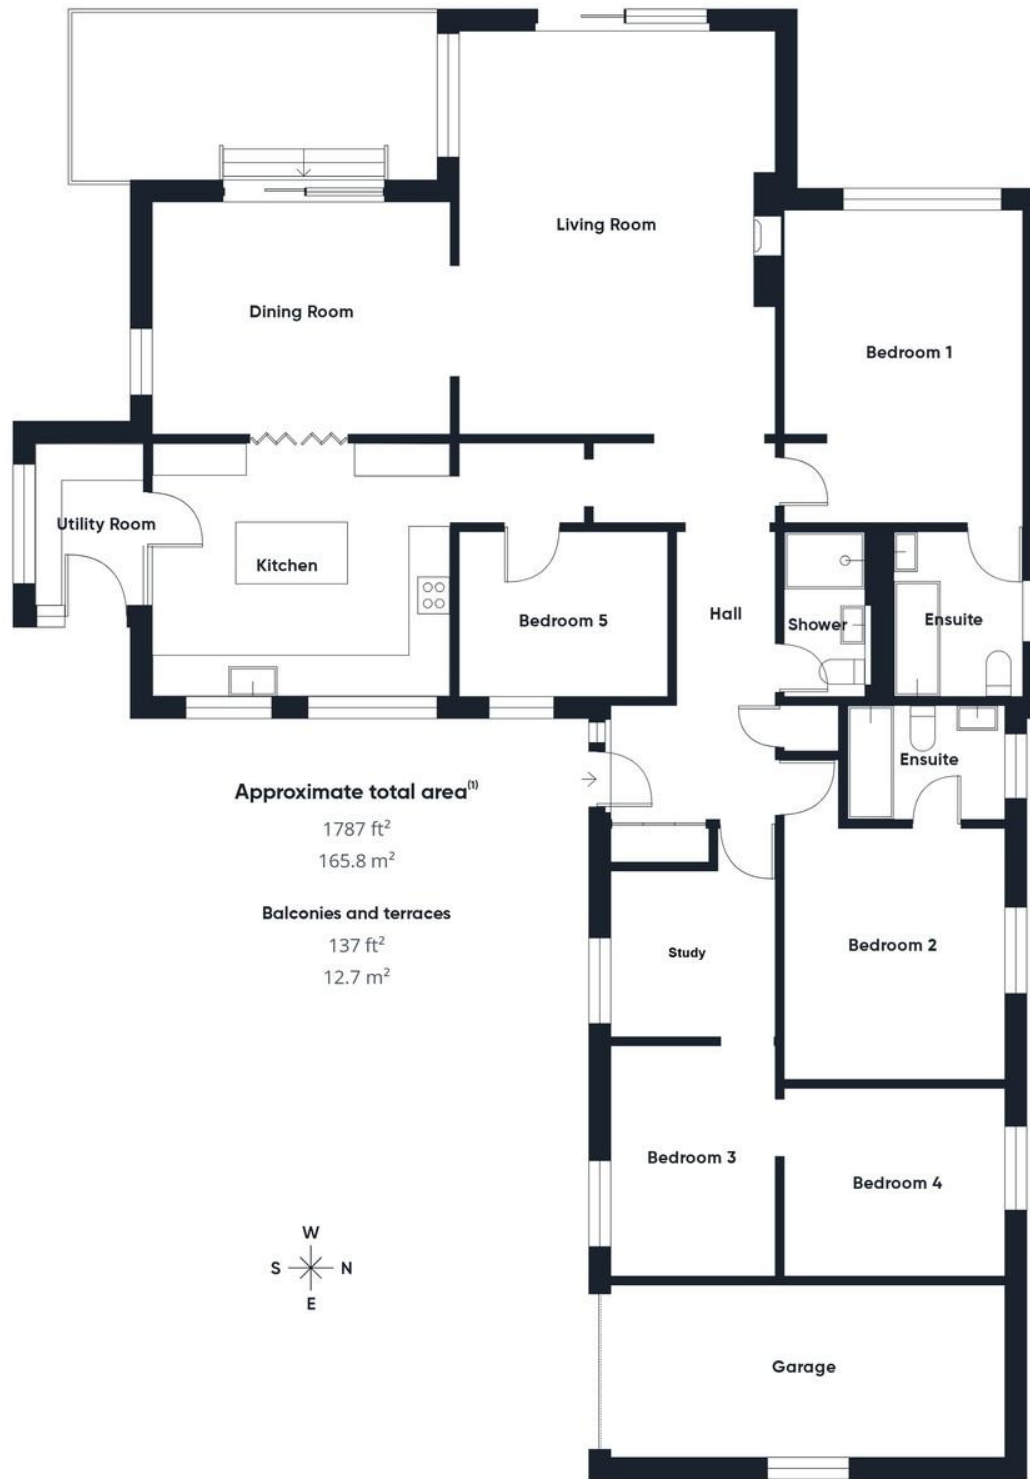 Living Room
Dining Room
Bedroom 1
Utility Room
Kitchen
Bedroom 5
Hall
Shower
Ensuite
Ensuite
Approximate total area(1)
1787 ft²
165.8 m²
Balconies and terraces
137 ft²
12.7 m²
Bedroom 2
Study
Bedroom 3
Bedroom 4
W
S N
E
Garage